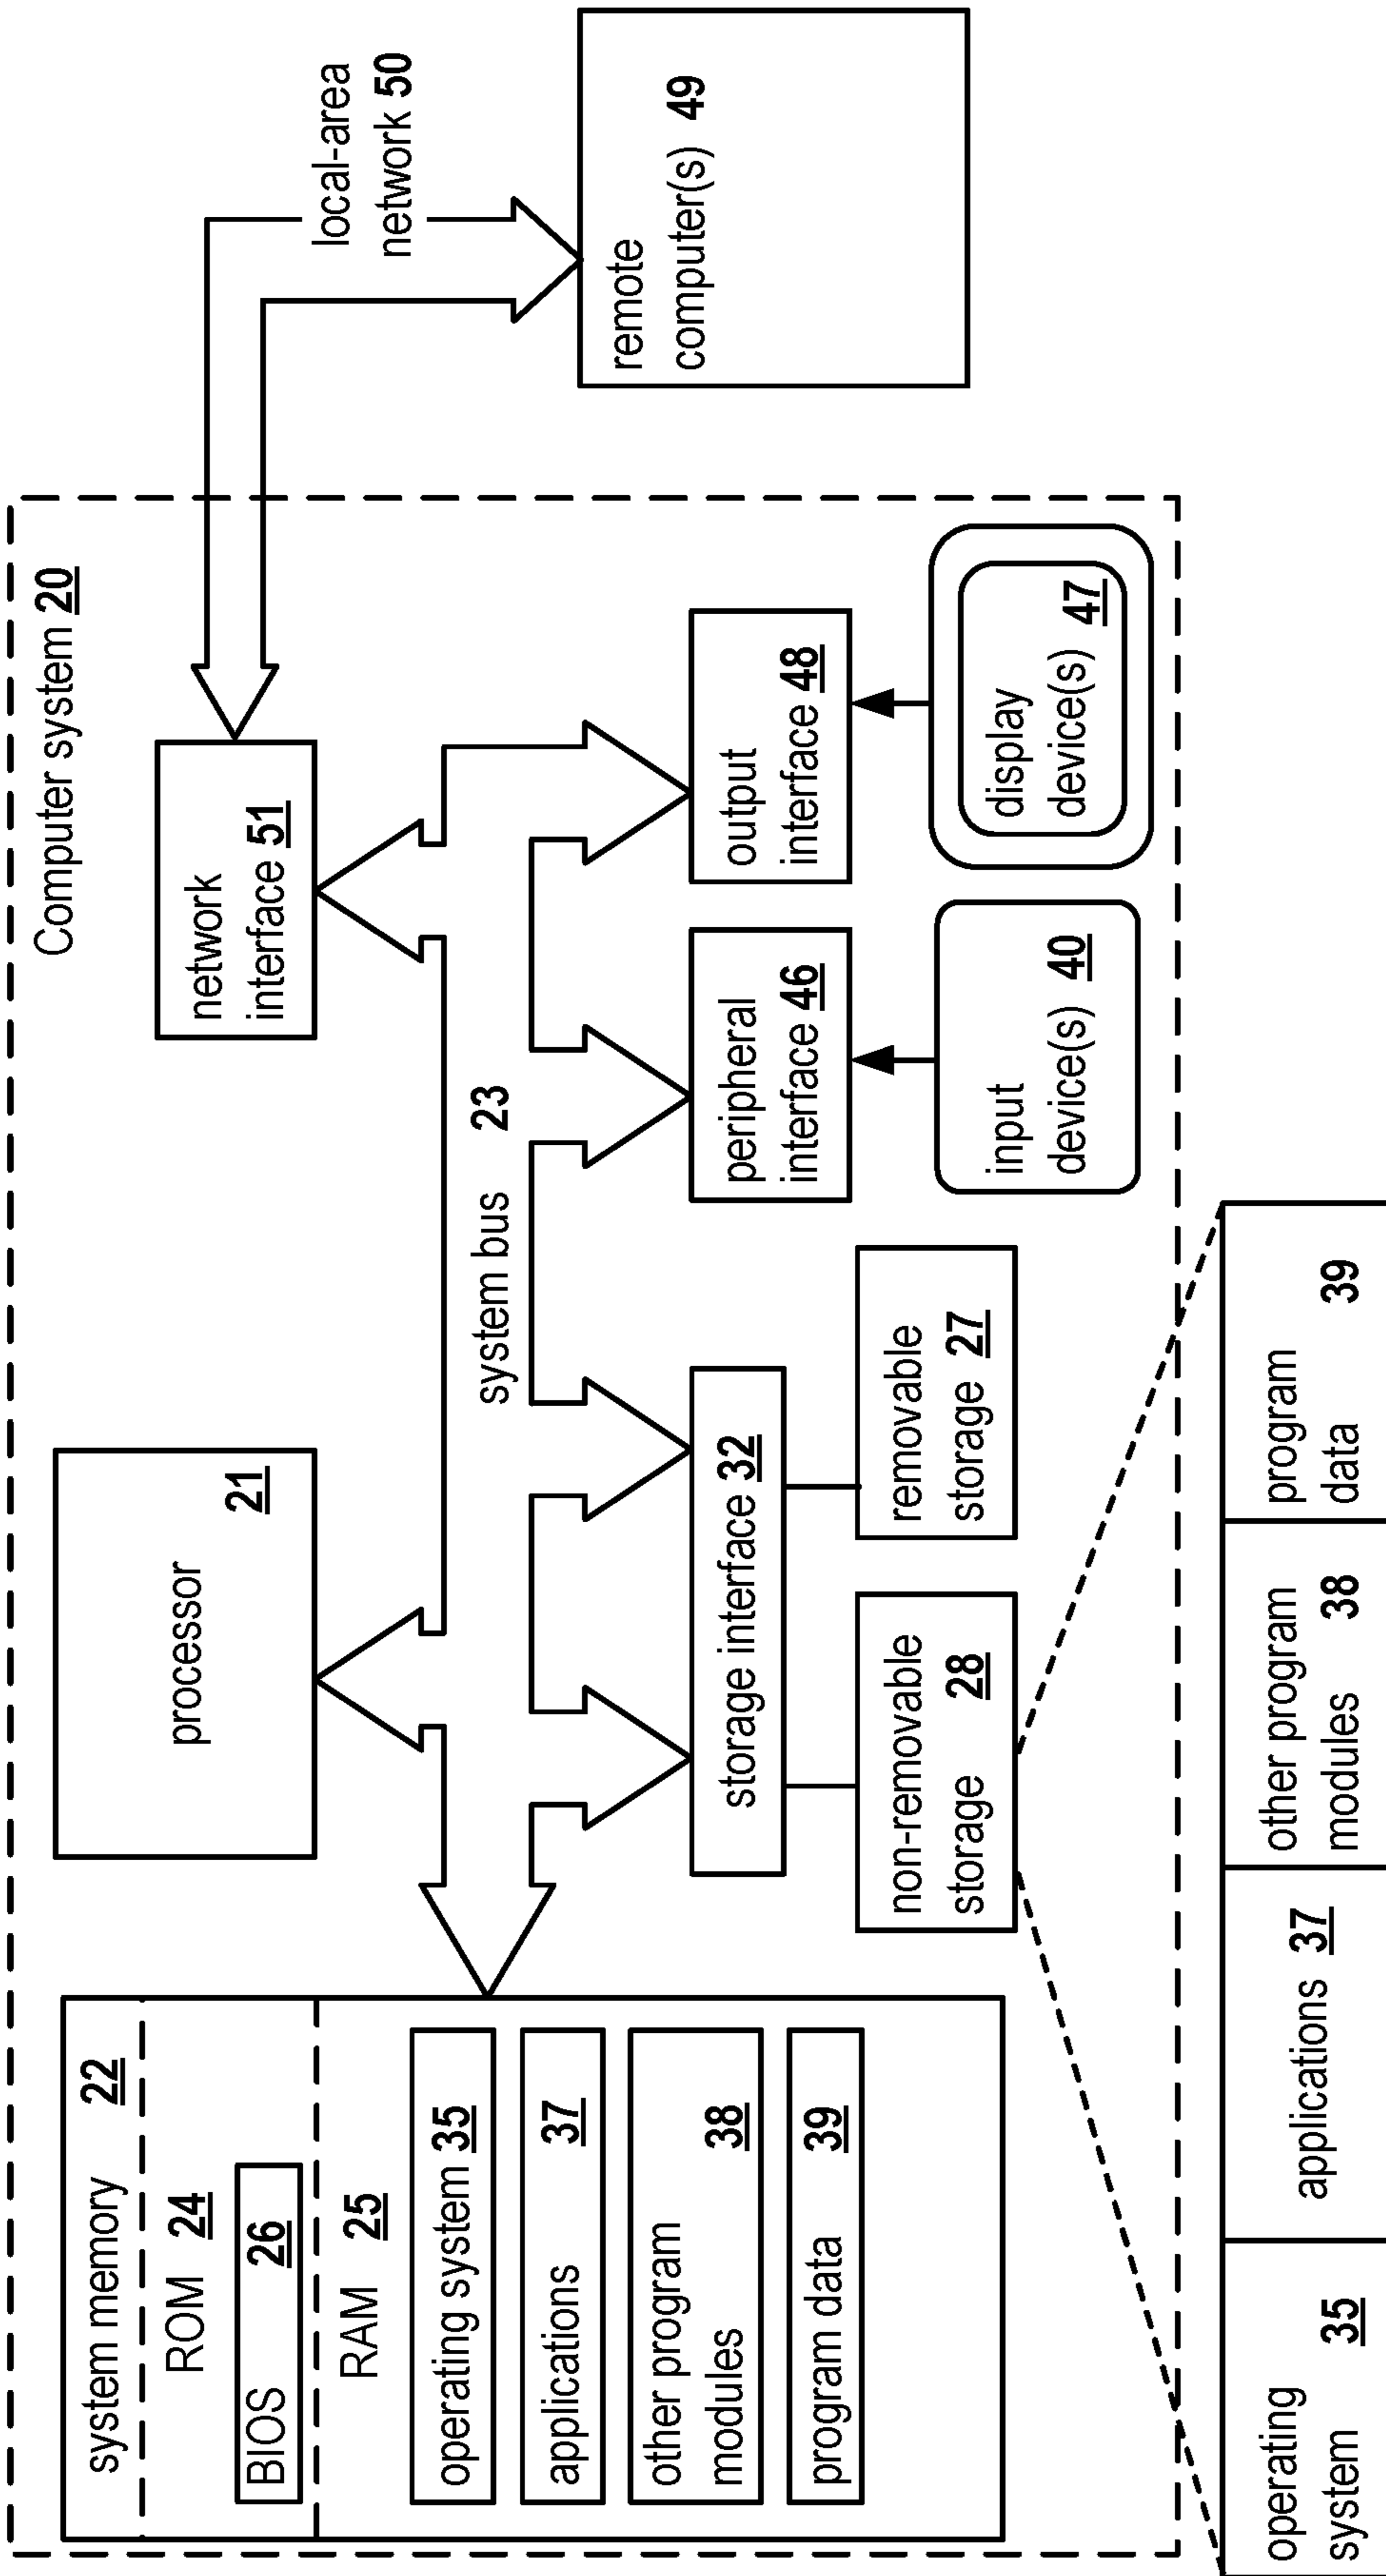 Computer system 20
system memory 22
ROM 24
BIOS 26
RAM 25
operating system 35
applications 37
other program
modules 38
program data 39
processor 21
network
interface 51
local-area
network 50
system bus 23
storage interface 32
peripheral
interface 46
output
interface 48
remote
computer(s) 49
non-removable
storage 28
removable
storage 27
input
device(s) 40
display
device(s) 47
operating
system 35
applications 37
other program
modules 38
program
data 39